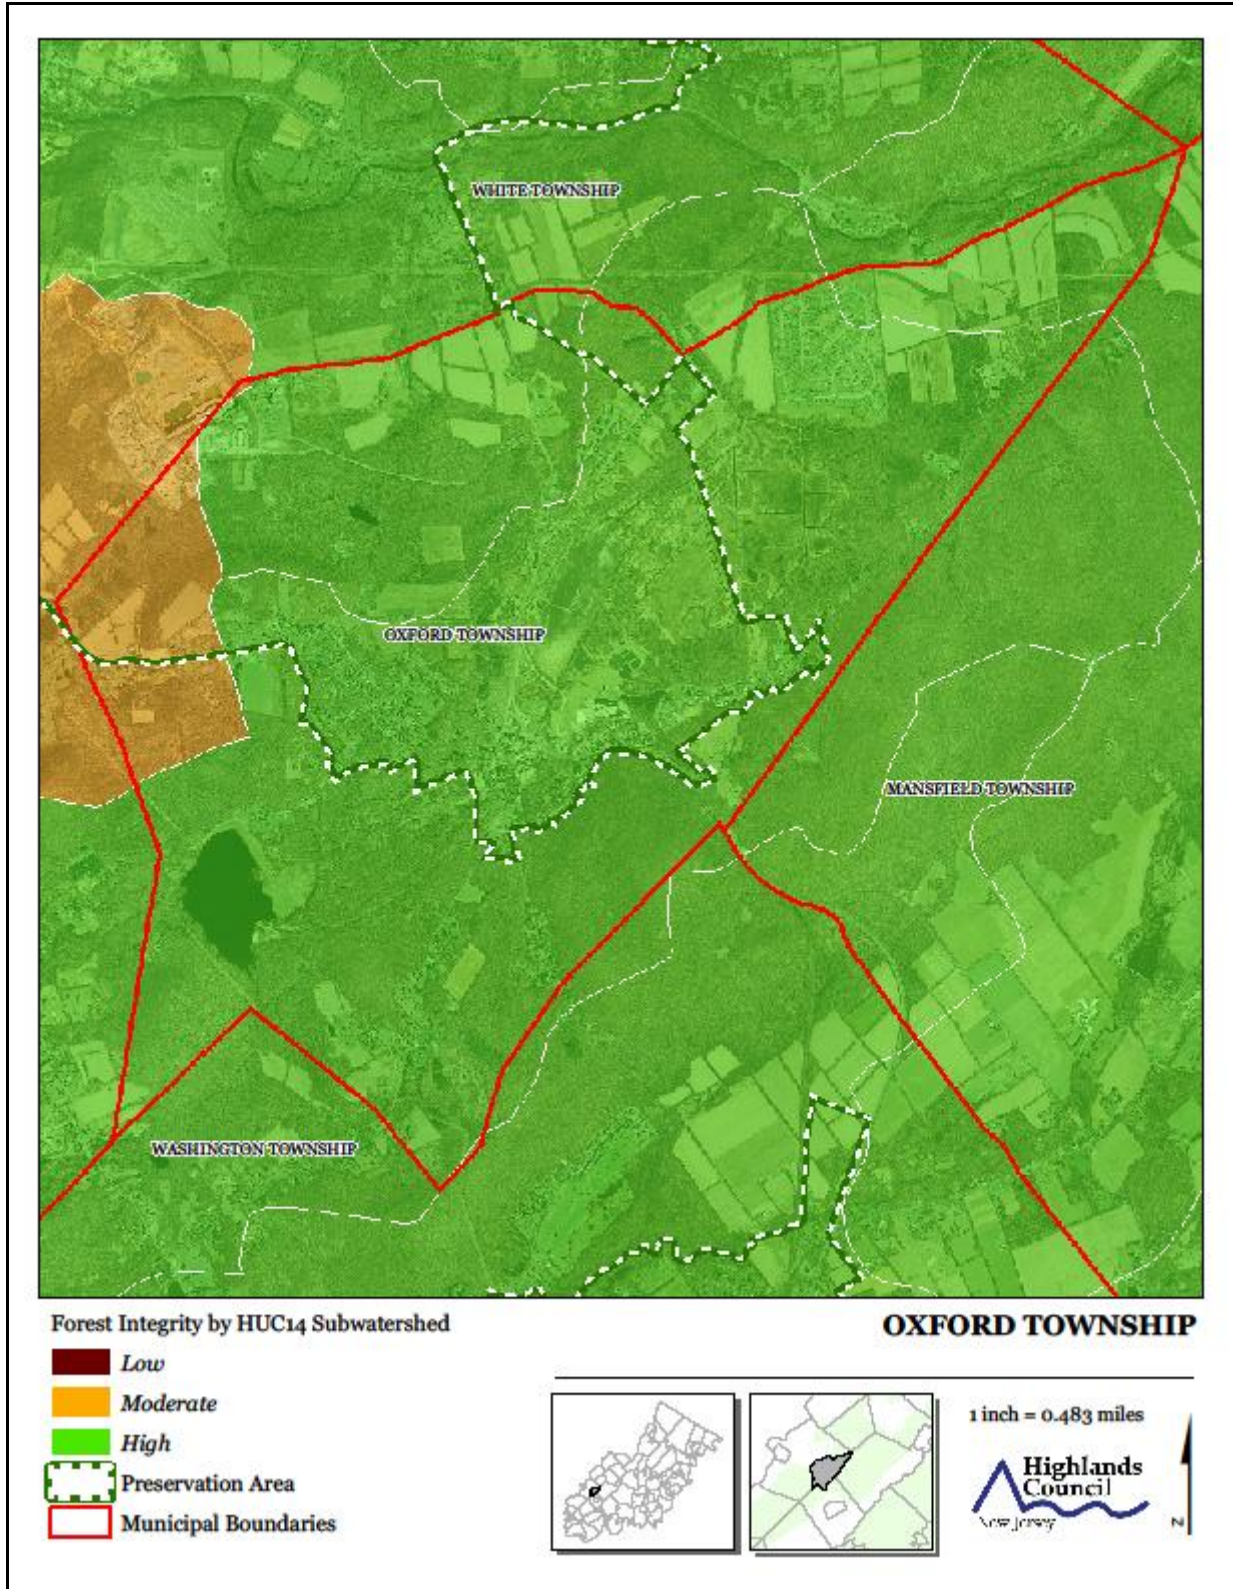 WHITE TOWNSHIP
OXFORD TOWNSHIP
MANSFIELD TOWNSHIP
WASHINGTON TOWNSHIP
Forest Integrity by HUC14 Subwatershed
Low
Moderate
High
Preservation Area
Municipal Boundaries
OXFORD TOWNSHIP
1 inch = 0.483 miles
Highlands
Council
New Jersey
N